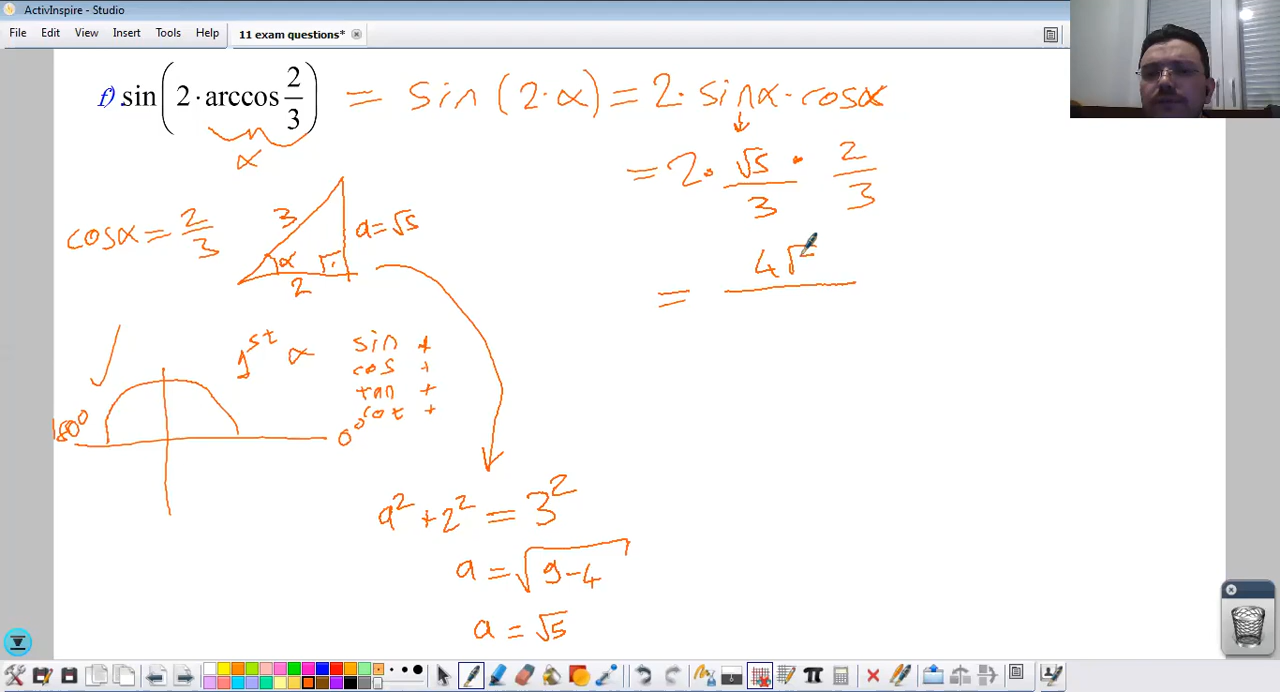 ActivInspire - Studio
File Edit View Insert Tools Help 11 exam questions*
f) sin(2·arccos 2/3) = sin(2·α) = 2·sinα·cosα
α
= 2·√5/3 · 2/3
cosα = 2/3
3
a=√5
α
2
= 4√
1st α
sin +
cos +
tan +
cot +
180°
0°
a² + 2² = 3²
a = √9-4
a = √5